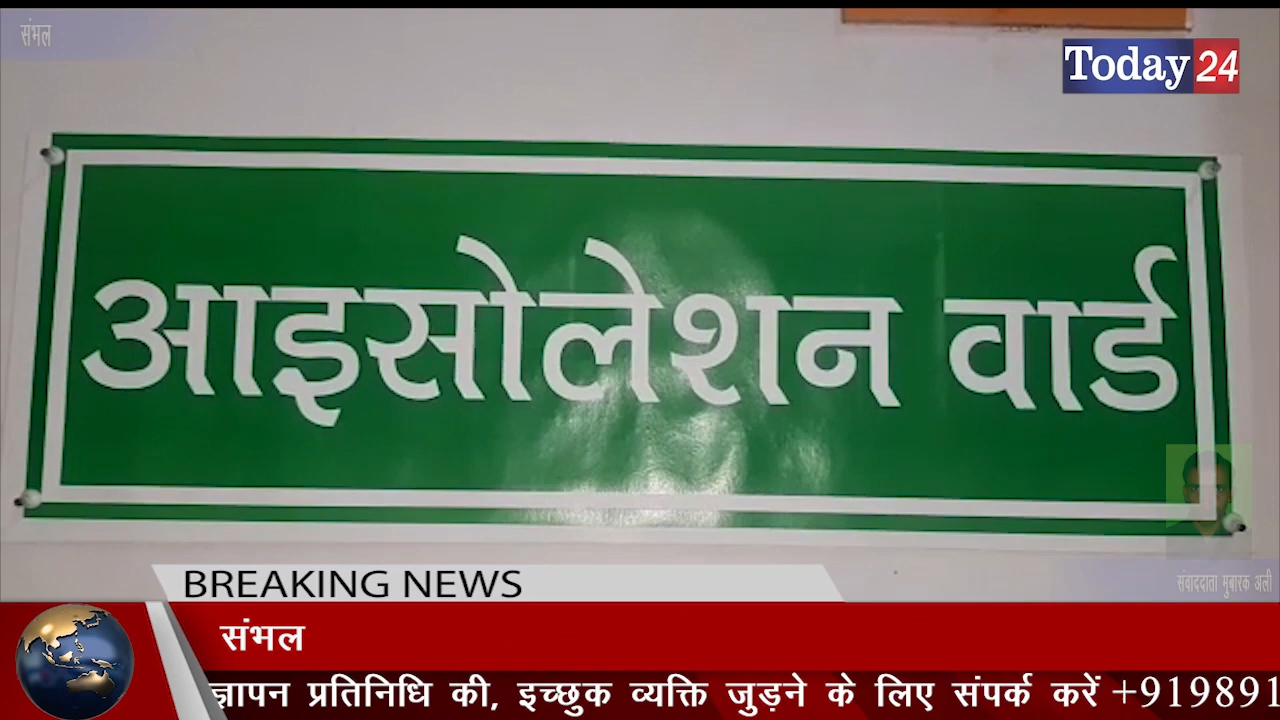 संभल
Today 24
आइसोलेशन वार्ड
संवाददाता मुबारक अली
BREAKING NEWS
संभल
ज्ञापन प्रतिनिधि की, इच्छुक व्यक्ति जुड़ने के लिए संपर्क करें +919891